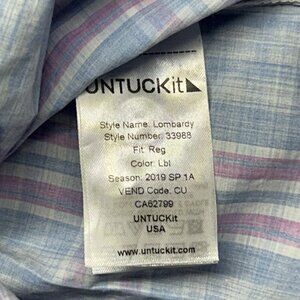 UNTUCKit
Style Name: Lombardy
Style Number: 33988
Fit: Reg
Color: Lbl
Season: 2019 SP 1A
VEND Code: CU
CA62799
UNTUCKit
USA
www.untuckit.com